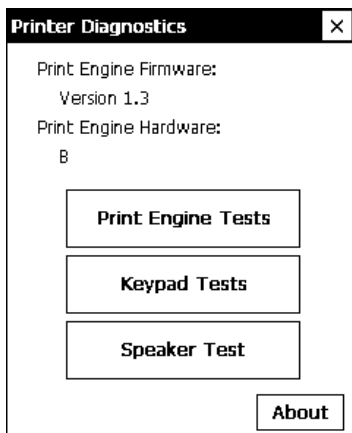 Printer Diagnostics
Print Engine Firmware:
Version 1.3
Print Engine Hardware:
B
Print Engine Tests
Keypad Tests
Speaker Test
About